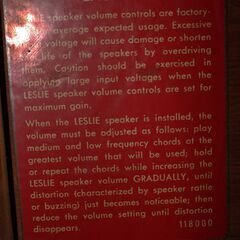 LESLIE speaker volume controls are factory-
average expected usage. Excessive
voltage will cause damage or shorten
life of the speakers by overdriving
them. Caution should be exercised in
applying large input voltages when the
LESLIE speaker volume controls are set for
maximum gain.
When the LESLIE speaker is installed, the
volume must be adjusted as follows: play
medium and low frequency chords at the
greatest volume that will be used; hold
or repeat the chords while increasing the
LESLIE speaker volume GRADUALLY, until
distortion (characterized by speaker rattle
or buzzing) just becomes noticeable; then
reduce the volume setting until distortion
disappears.
118000